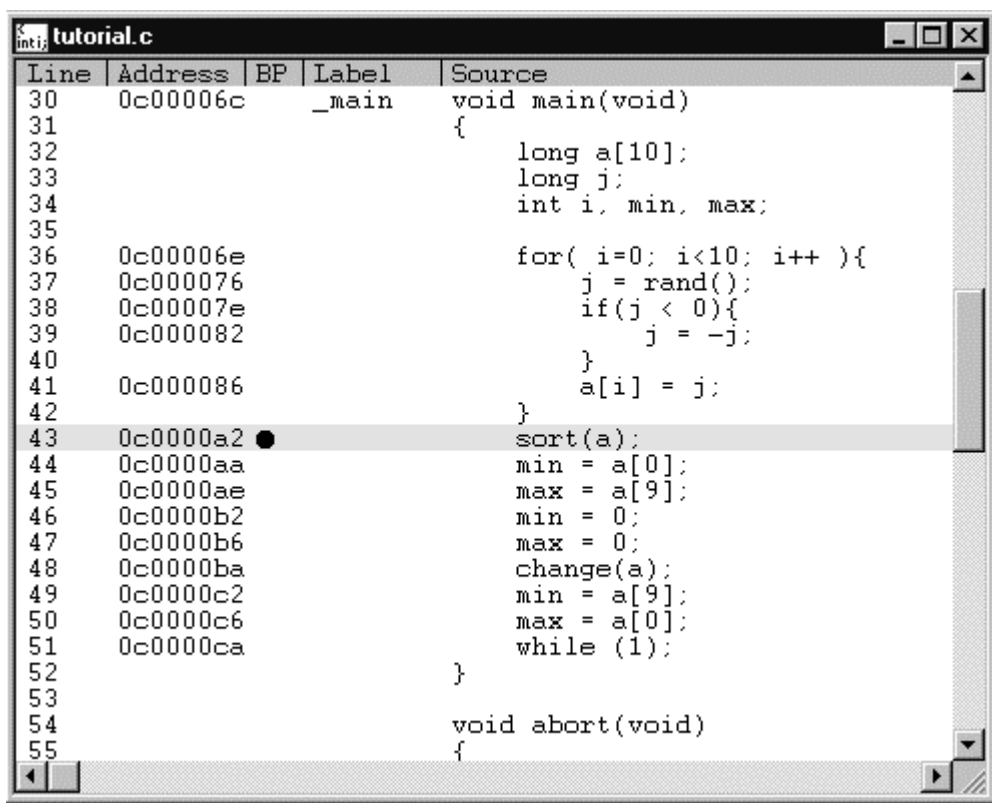 inti;
tutorial.c
Line Address BP Label Source
30 0c00006c _main void main(void)
31 {
32 long a[10];
33 long j;
34 int i, min, max;
35
36 0c00006e for( i=0; i<10; i++ ){
37 0c000076 j = rand();
38 0c00007e if(j < 0){
39 0c000082 j = -j;
40 }
41 0c000086 a[i] = j;
42 }
43 0c0000a2 ● sort(a);
44 0c0000aa min = a[0];
45 0c0000ae max = a[9];
46 0c0000b2 min = 0;
47 0c0000b6 max = 0;
48 0c0000ba change(a);
49 0c0000c2 min = a[9];
50 0c0000c6 max = a[0];
51 0c0000ca while (1);
52 }
53
54 void abort(void)
55 {